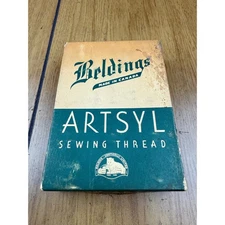 Beldings
MADE IN CANADA
ARTSYL
SEWING THREAD